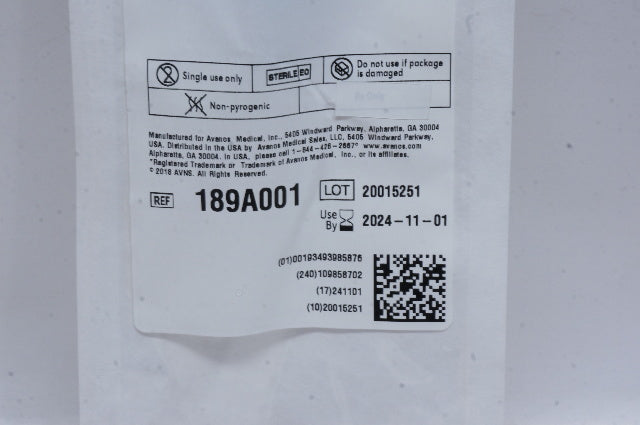 Single use only
STERILE EO
Do not use if package
is damaged
Non-pyrogenic
Rx Only
Manufactured for Avanos Medical, Inc., 5405 Windward Parkway, Alpharetta, GA 30004
USA. Distributed in the USA by Avanos Medical Sales, LLC, 5405 Windward Parkway,
Alpharetta, GA 30004. In USA, please call 1-844-428-2667® www.avanos.com
*Registered Trademark or Trademark of Avanos Medical, Inc., or its affiliates.
© 2018 AVNS. All Rights Reserved.
REF 189A001
LOT 20015251
Use
By 2024-11-01
(01)00193493985876
(240)109858702
(17)241101
(10)20015251